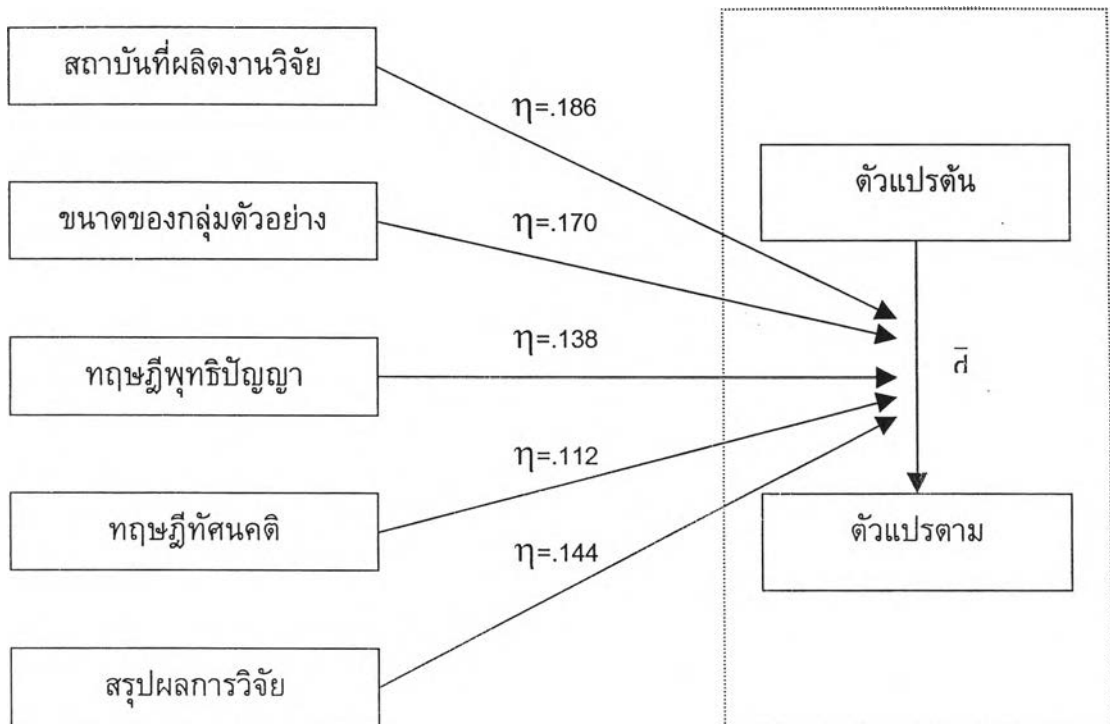 สถาบันที่ผลิตงานวิจัย
η=.186
ตัวแปรต้น
ขนาดของกลุ่มตัวอย่าง
η=.170
η=.138
d̅
ทฤษฎีพุทธิปัญญา
η=.112
ทฤษฎีทัศนคติ
ตัวแปรตาม
η=.144
สรุปผลการวิจัย